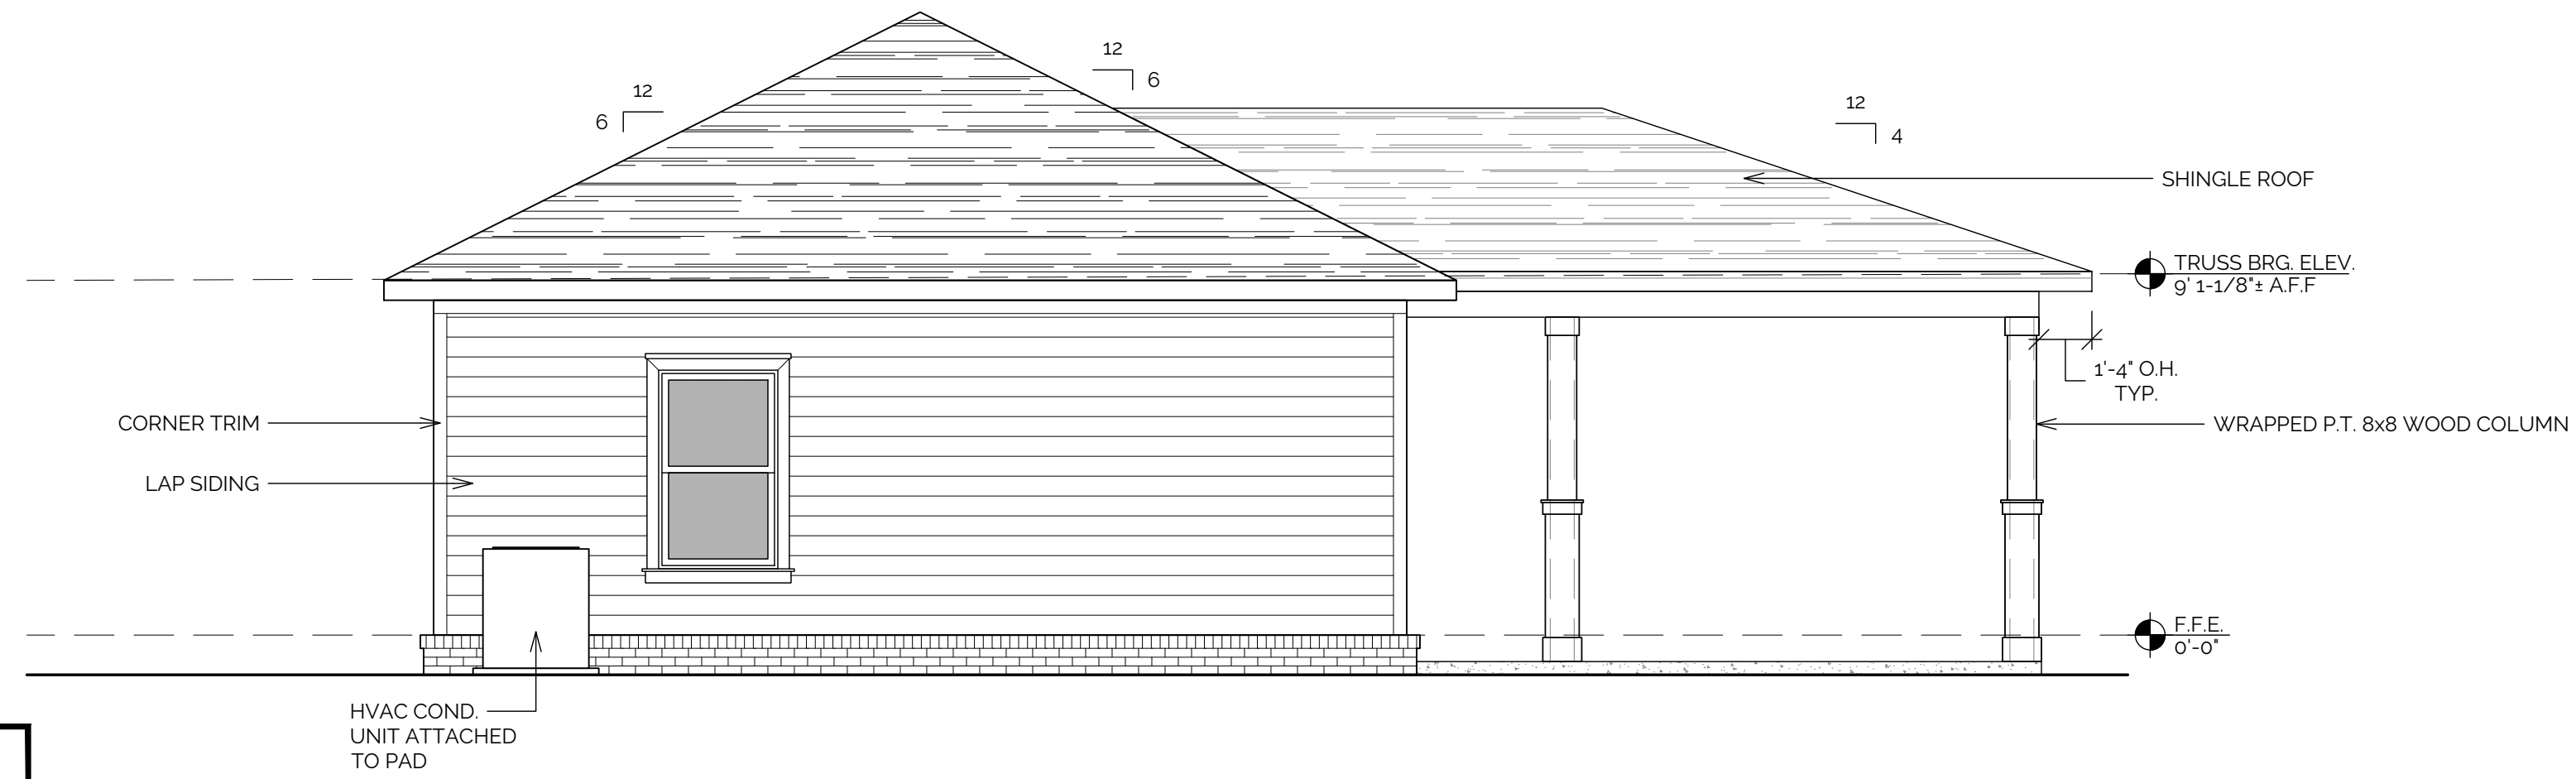 12
6
12
6
12
4
SHINGLE ROOF
TRUSS BRG. ELEV.
9' 1-1/8"± A.F.F
1'-4" O.H.
TYP.
CORNER TRIM
WRAPPED P.T. 8x8 WOOD COLUMN
LAP SIDING
F.F.E.
0'-0"
HVAC COND.
UNIT ATTACHED
TO PAD